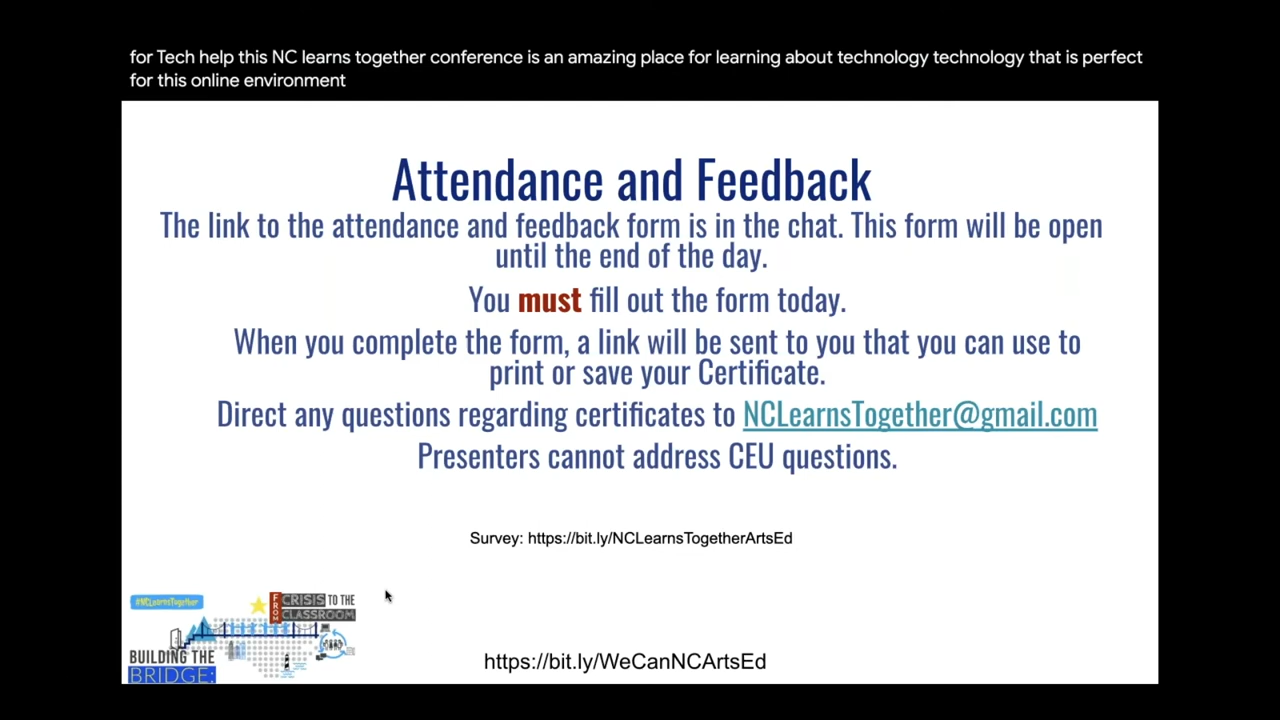 for Tech help this NC learns together conference is an amazing place for learning about technology technology that is perfect
for this online environment
Attendance and Feedback
The link to the attendance and feedback form is in the chat. This form will be open
until the end of the day.
You must fill out the form today.
When you complete the form, a link will be sent to you that you can use to
print or save your Certificate.
Direct any questions regarding certificates to NCLearnsTogether@gmail.com
Presenters cannot address CEU questions.
Survey: https://bit.ly/NCLearnsTogetherArtsEd
#NCLearnsTogether
FROM CRISIS TO THE
CLASSROOM
BUILDING THE
BRIDGE:
https://bit.ly/WeCanNCArtsEd